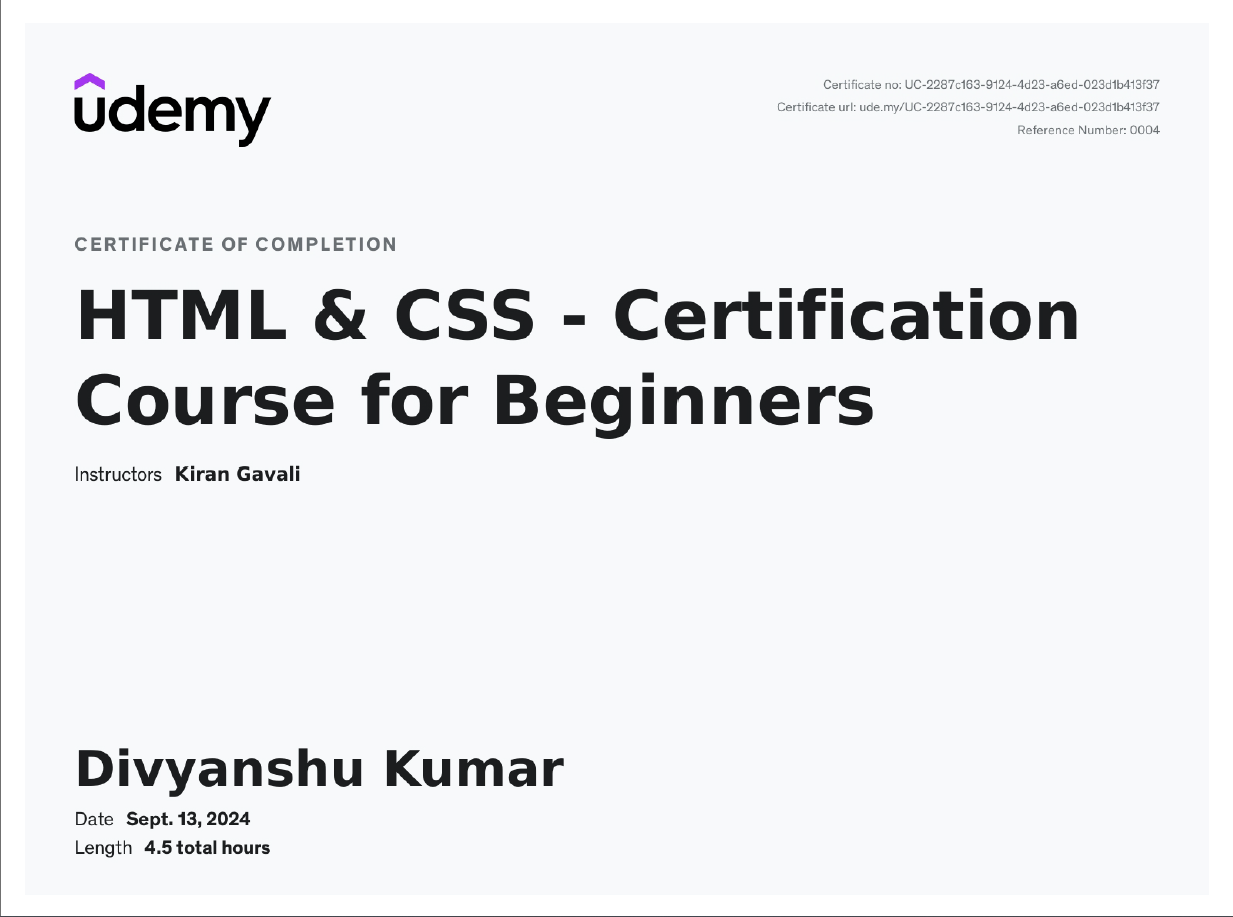 udemy
Certificate no: UC-2287c163-9124-4d23-a6ed-023d1b413f37
Certificate url: ude.my/UC-2287c163-9124-4d23-a6ed-023d1b413f37
Reference Number: 0004
CERTIFICATE OF COMPLETION
HTML & CSS - Certification
Course for Beginners
Instructors Kiran Gavali
Divyanshu Kumar
Date Sept. 13, 2024
Length 4.5 total hours